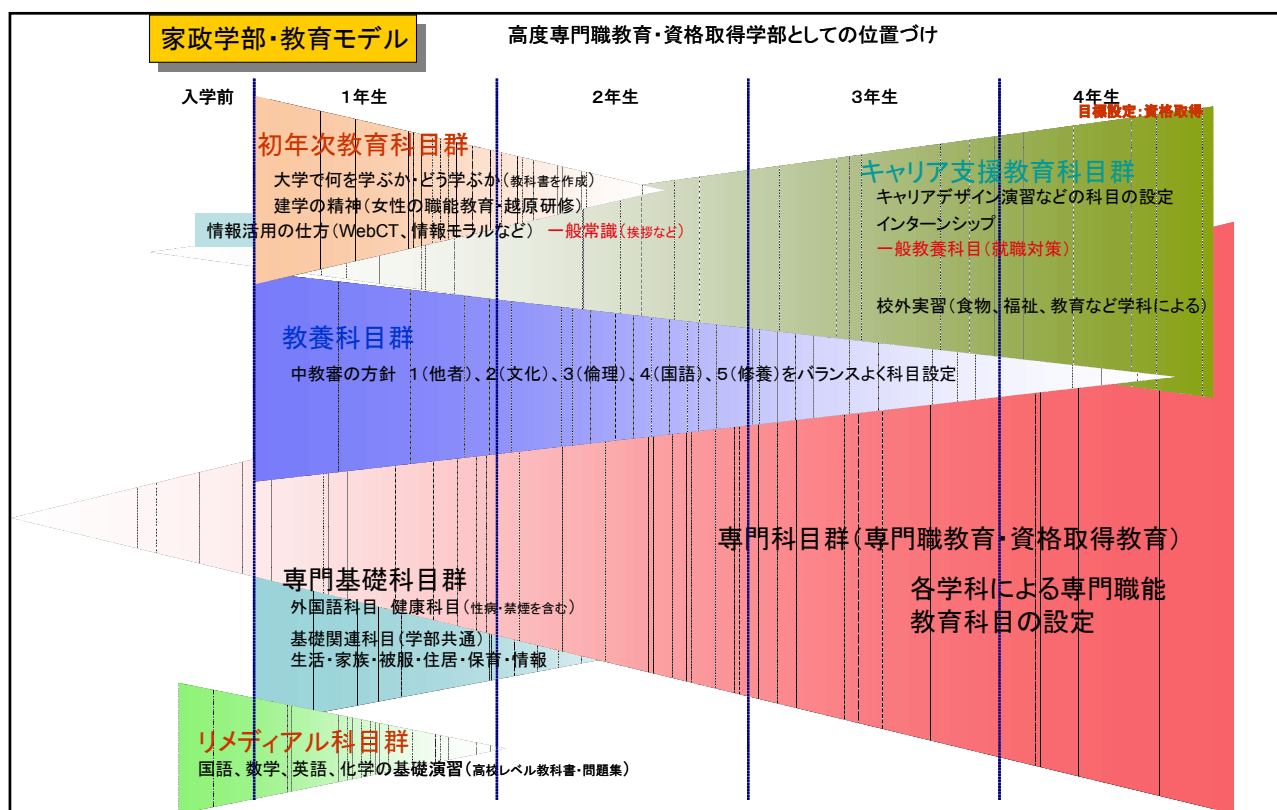 家政学部・教育モデル
高度専門職教育・資格取得学部としての位置づけ
入学前
1年生
2年生
3年生
4年生
目標設定：資格取得
初年次教育科目群
大学で何を学ぶか・どう学ぶか（教科書を作成）
建学の精神（女性の職能教育・越原研修）
情報活用の仕方（WebCT、情報モラルなど） 一般常識（挨拶など）
キャリア支援教育科目群
キャリアデザイン演習などの科目の設定
インターンシップ
一般教養科目（就職対策）
校外実習（食物、福祉、教育など学科による）
教養科目群
中教審の方針 1（他者）、2（文化）、3（倫理）、4（国語）、5（修養）をバランスよく科目設定
専門科目群（専門職教育・資格取得教育）
各学科による専門職能
教育科目の設定
専門基礎科目群
外国語科目 健康科目（性病・禁煙を含む）
基礎関連科目（学部共通）
生活・家族・被服・住居・保育・情報
リメディアル科目群
国語、数学、英語、化学の基礎演習（高校レベル教科書・問題集）